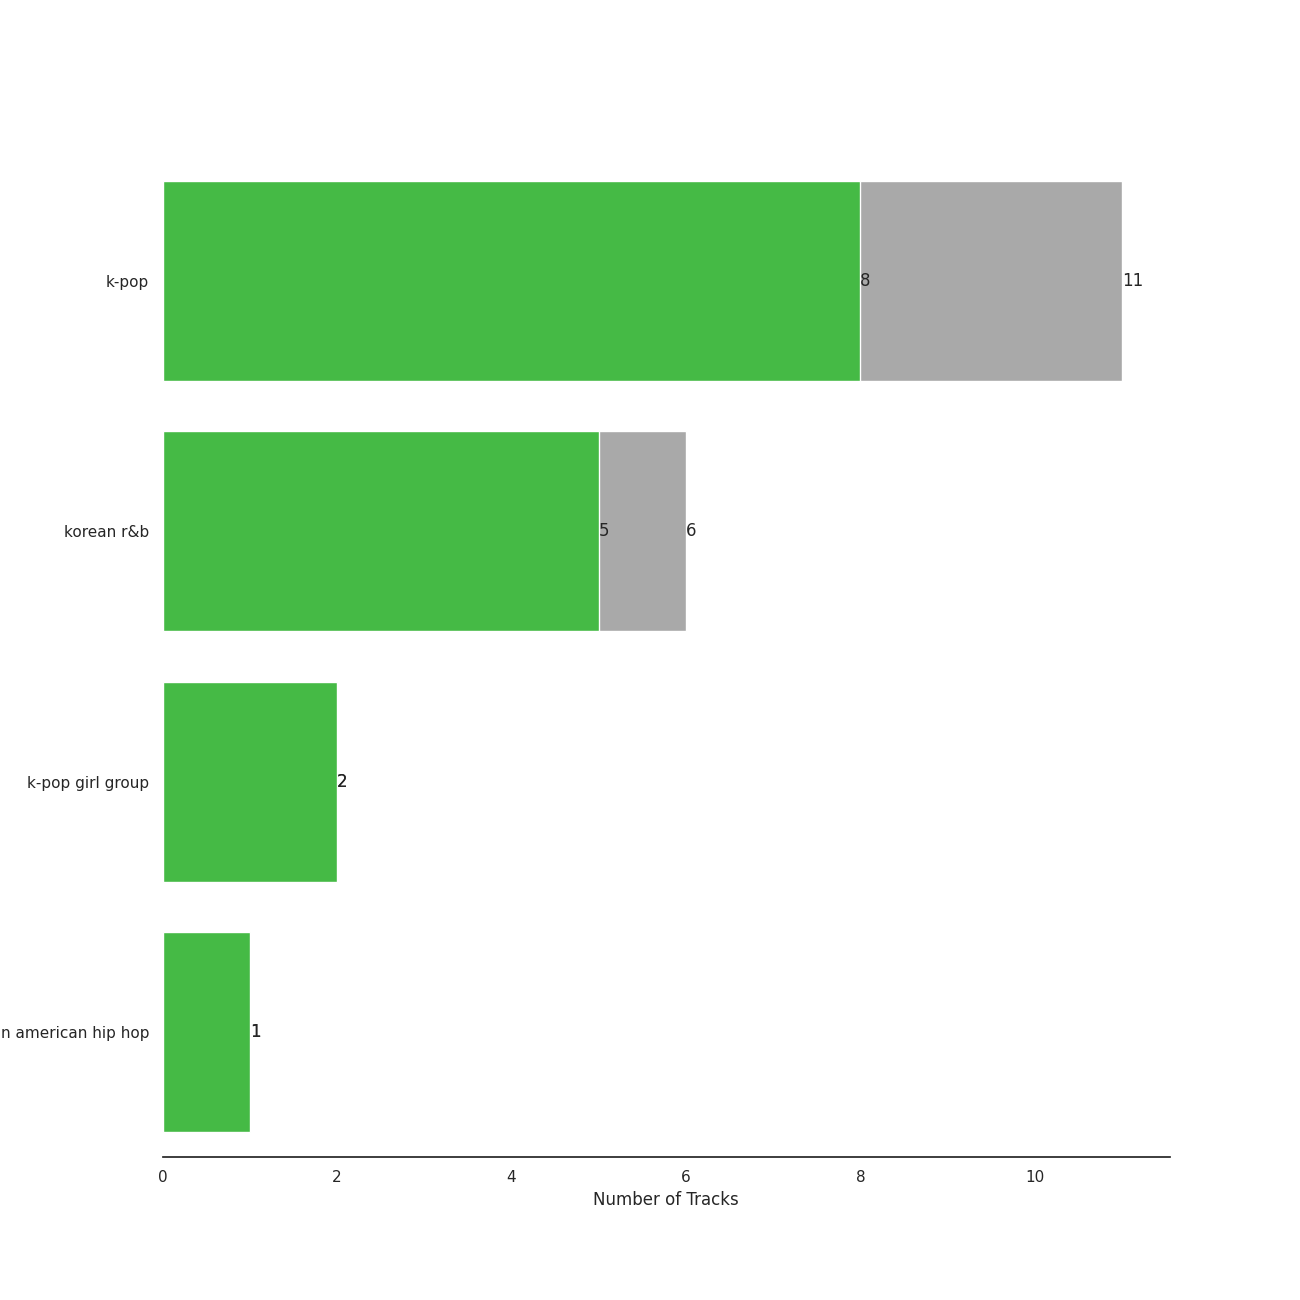 k-pop 8 11
korean r&b 5 6
k-pop girl group 2
n american hip hop 1
0 2 4 6 8 10
Number of Tracks